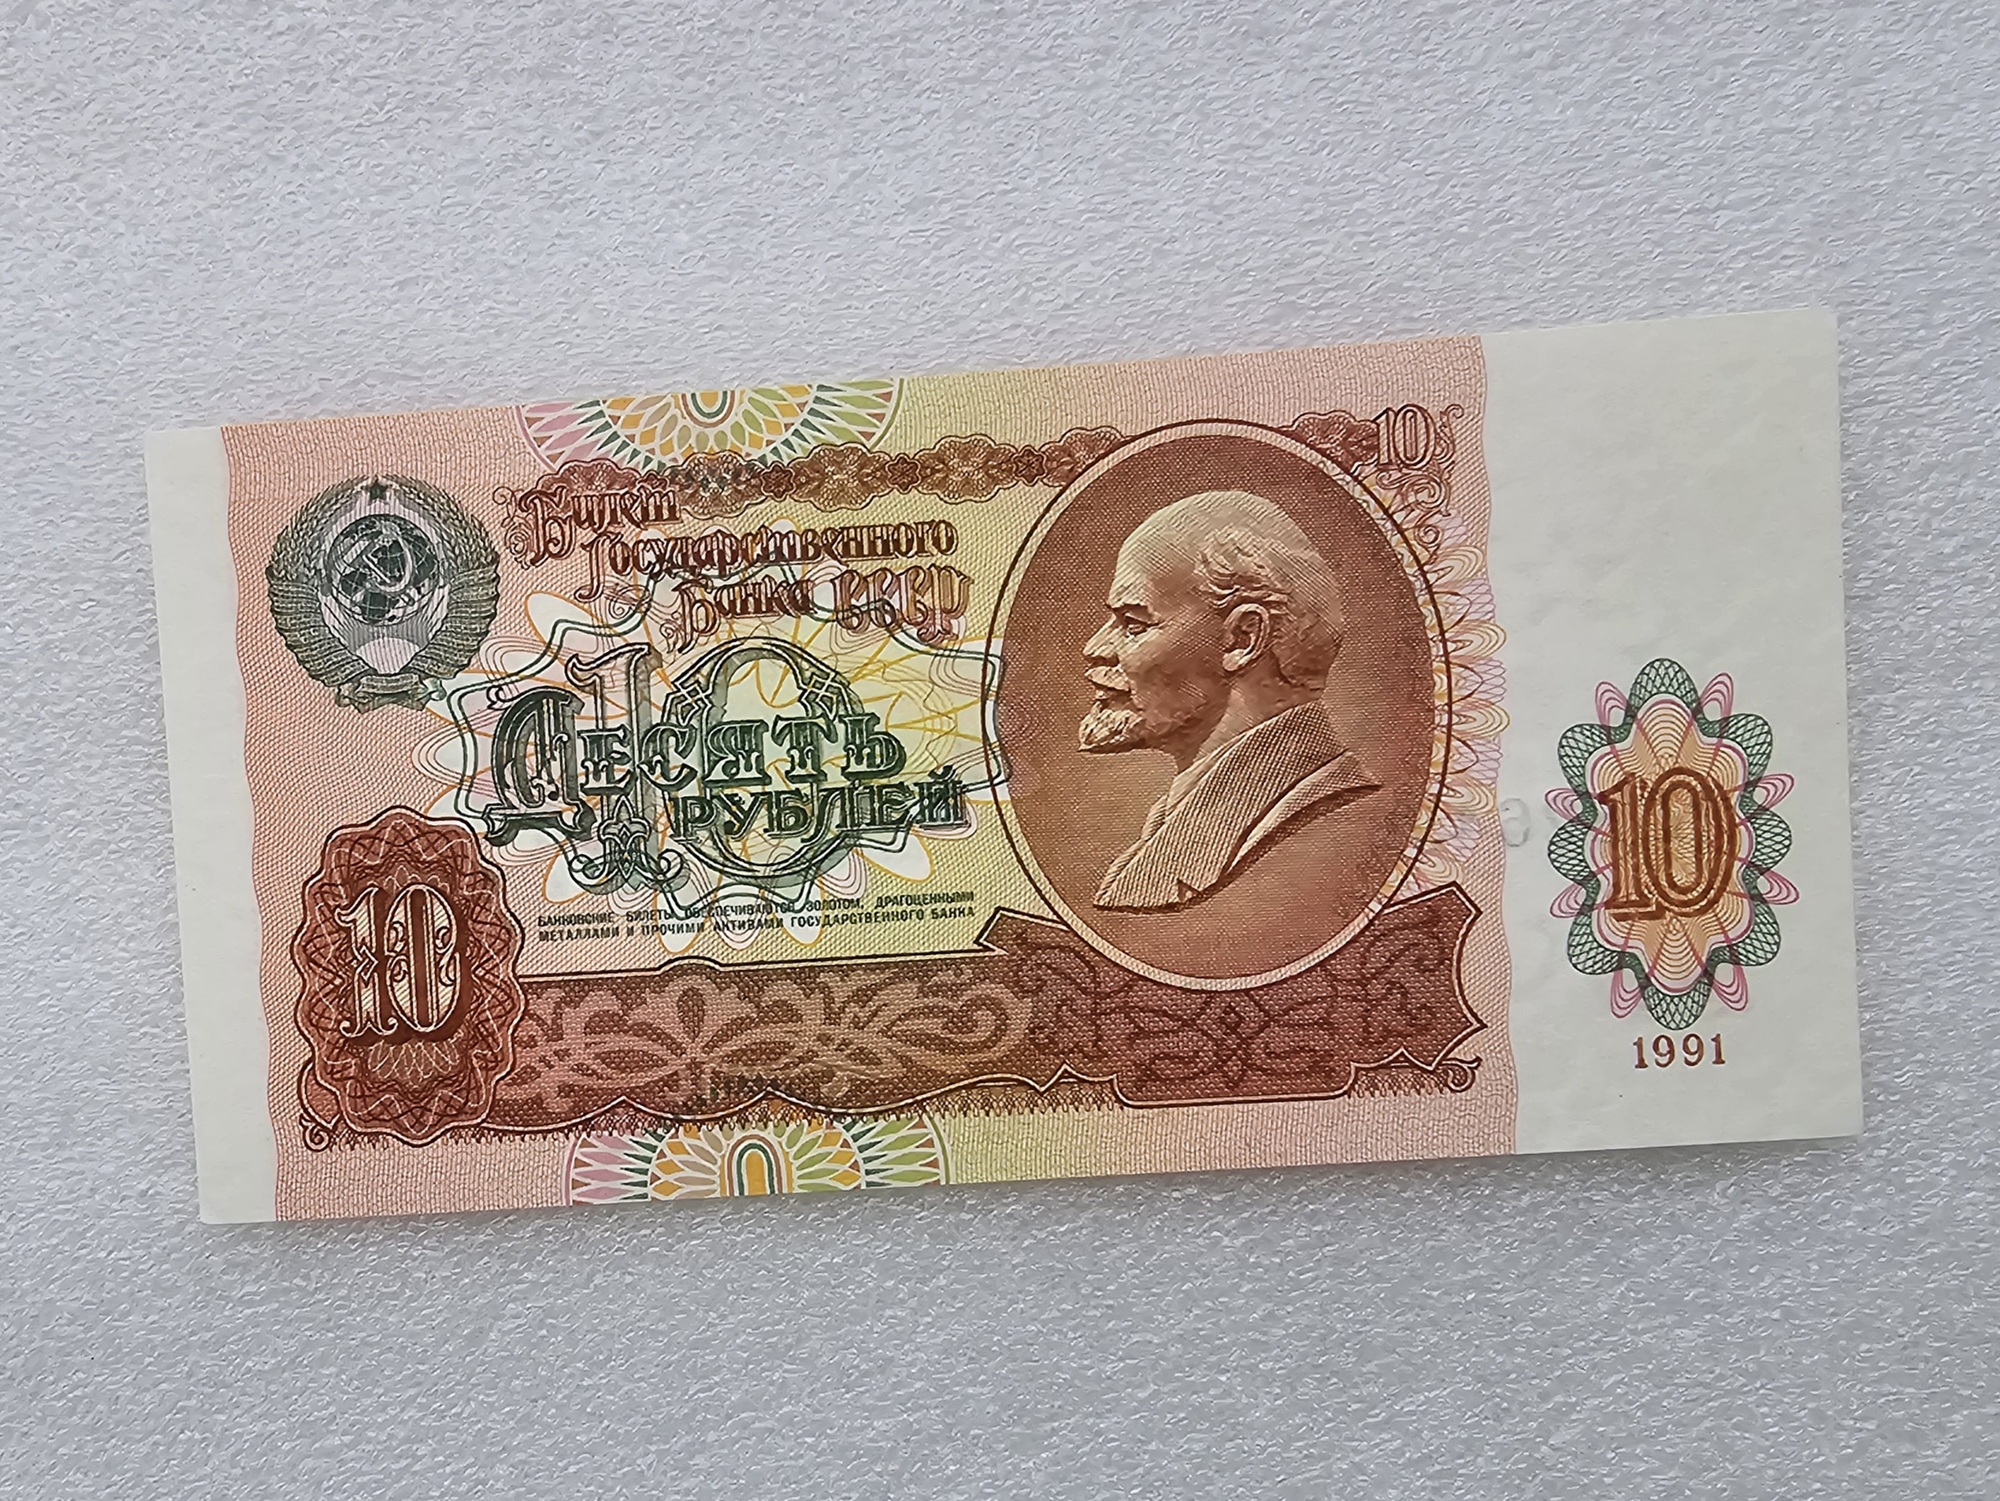 Билет
Государственного
Банка СССР
10
10
Десять
рублей
БАНКОВСКИЕ БИЛЕТЫ ОБЕСПЕЧИВАЮТСЯ ЗОЛОТОМ, ДРАГОЦЕННЫМИ
МЕТАЛЛАМИ И ПРОЧИМИ АКТИВАМИ ГОСУДАРСТВЕННОГО БАНКА
10
10
1991